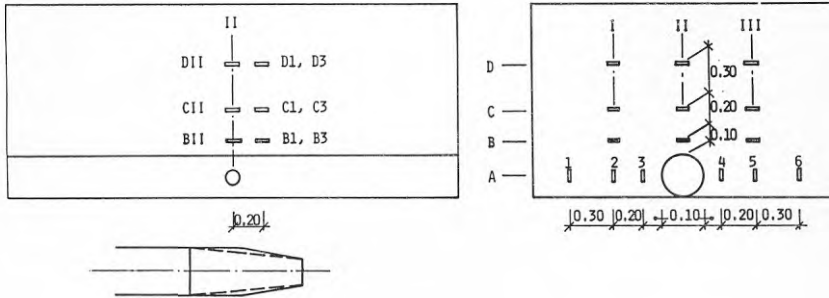 II
DII D1, D3
CII C1, C3
BII B1, B3
0.20
I II III
D
0.30
C
0.20
B
0.10
1 2 3 4 5 6
A
0.30 0.20 0.10 0.20 0.30